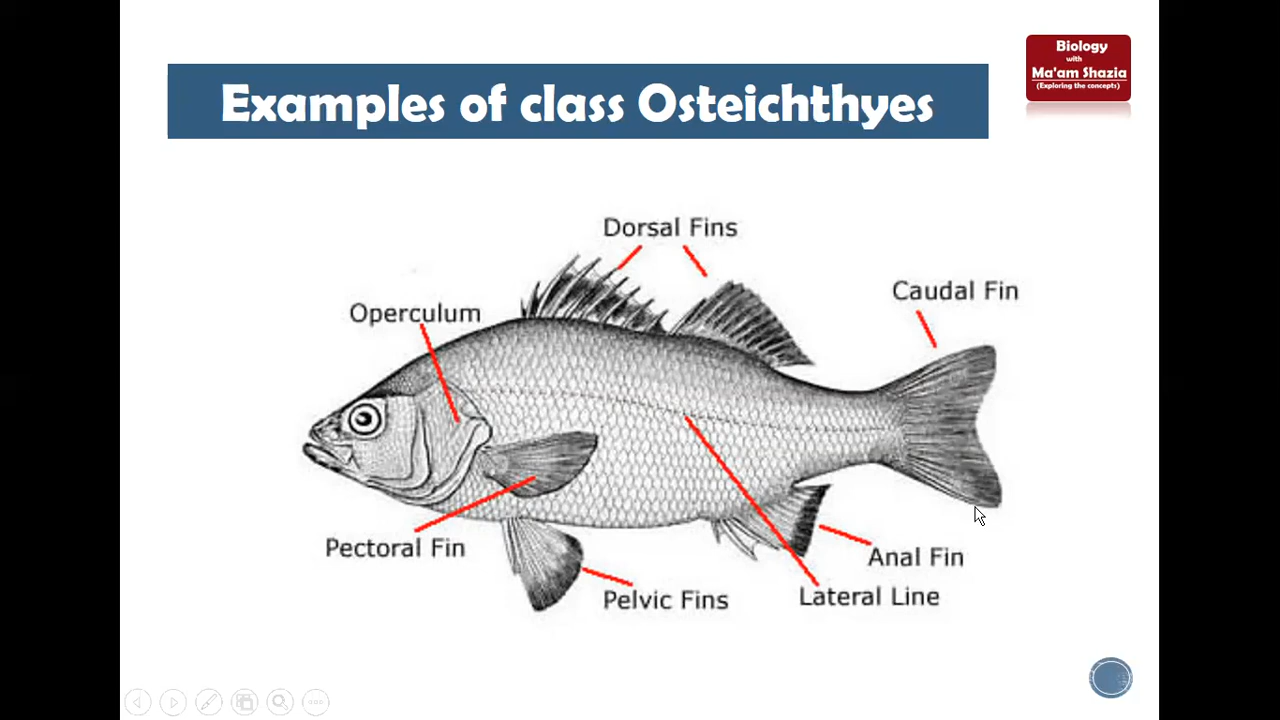 Examples of class Osteichthyes
Biology
with
Ma'am Shazia
(Exploring the concepts)
Dorsal Fins
Caudal Fin
Operculum
Pectoral Fin
Anal Fin
Pelvic Fins
Lateral Line